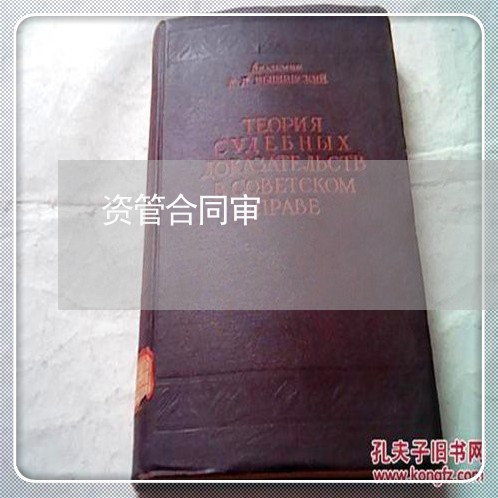 Академик
А.Я.ВЫШИНСКИЙ
ТЕОРИЯ
СУДЕБНЫХ
ДОКАЗАТЕЛЬСТВ
В СОВЕТСКОМ
ПРАВЕ
资管合同审
孔夫子旧书网
www.kongfz.com